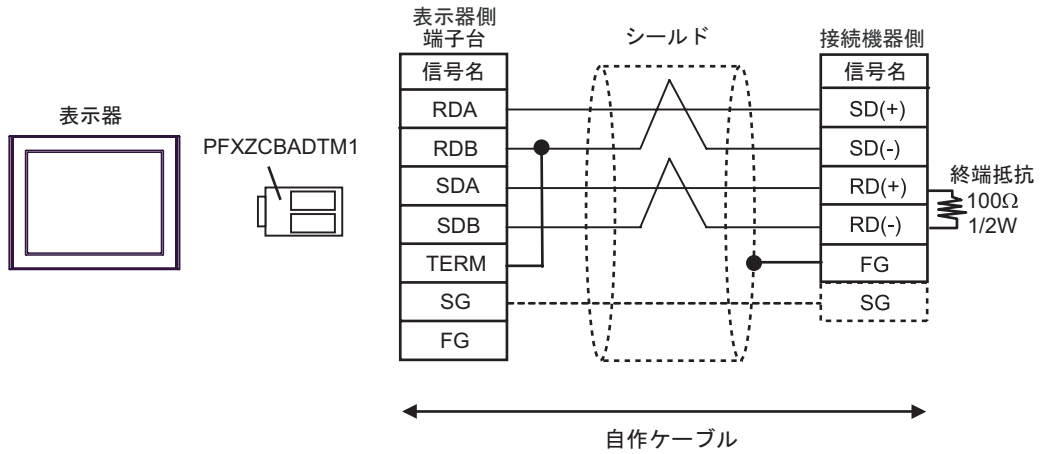 表示器
PFXZCBADTM1
表示器側
端子台
信号名
RDA
RDB
SDA
SDB
TERM
SG
FG
シールド
接続機器側
信号名
SD(+)
SD(-)
RD(+)
RD(-)
FG
SG
終端抵抗
100Ω
1/2W
自作ケーブル